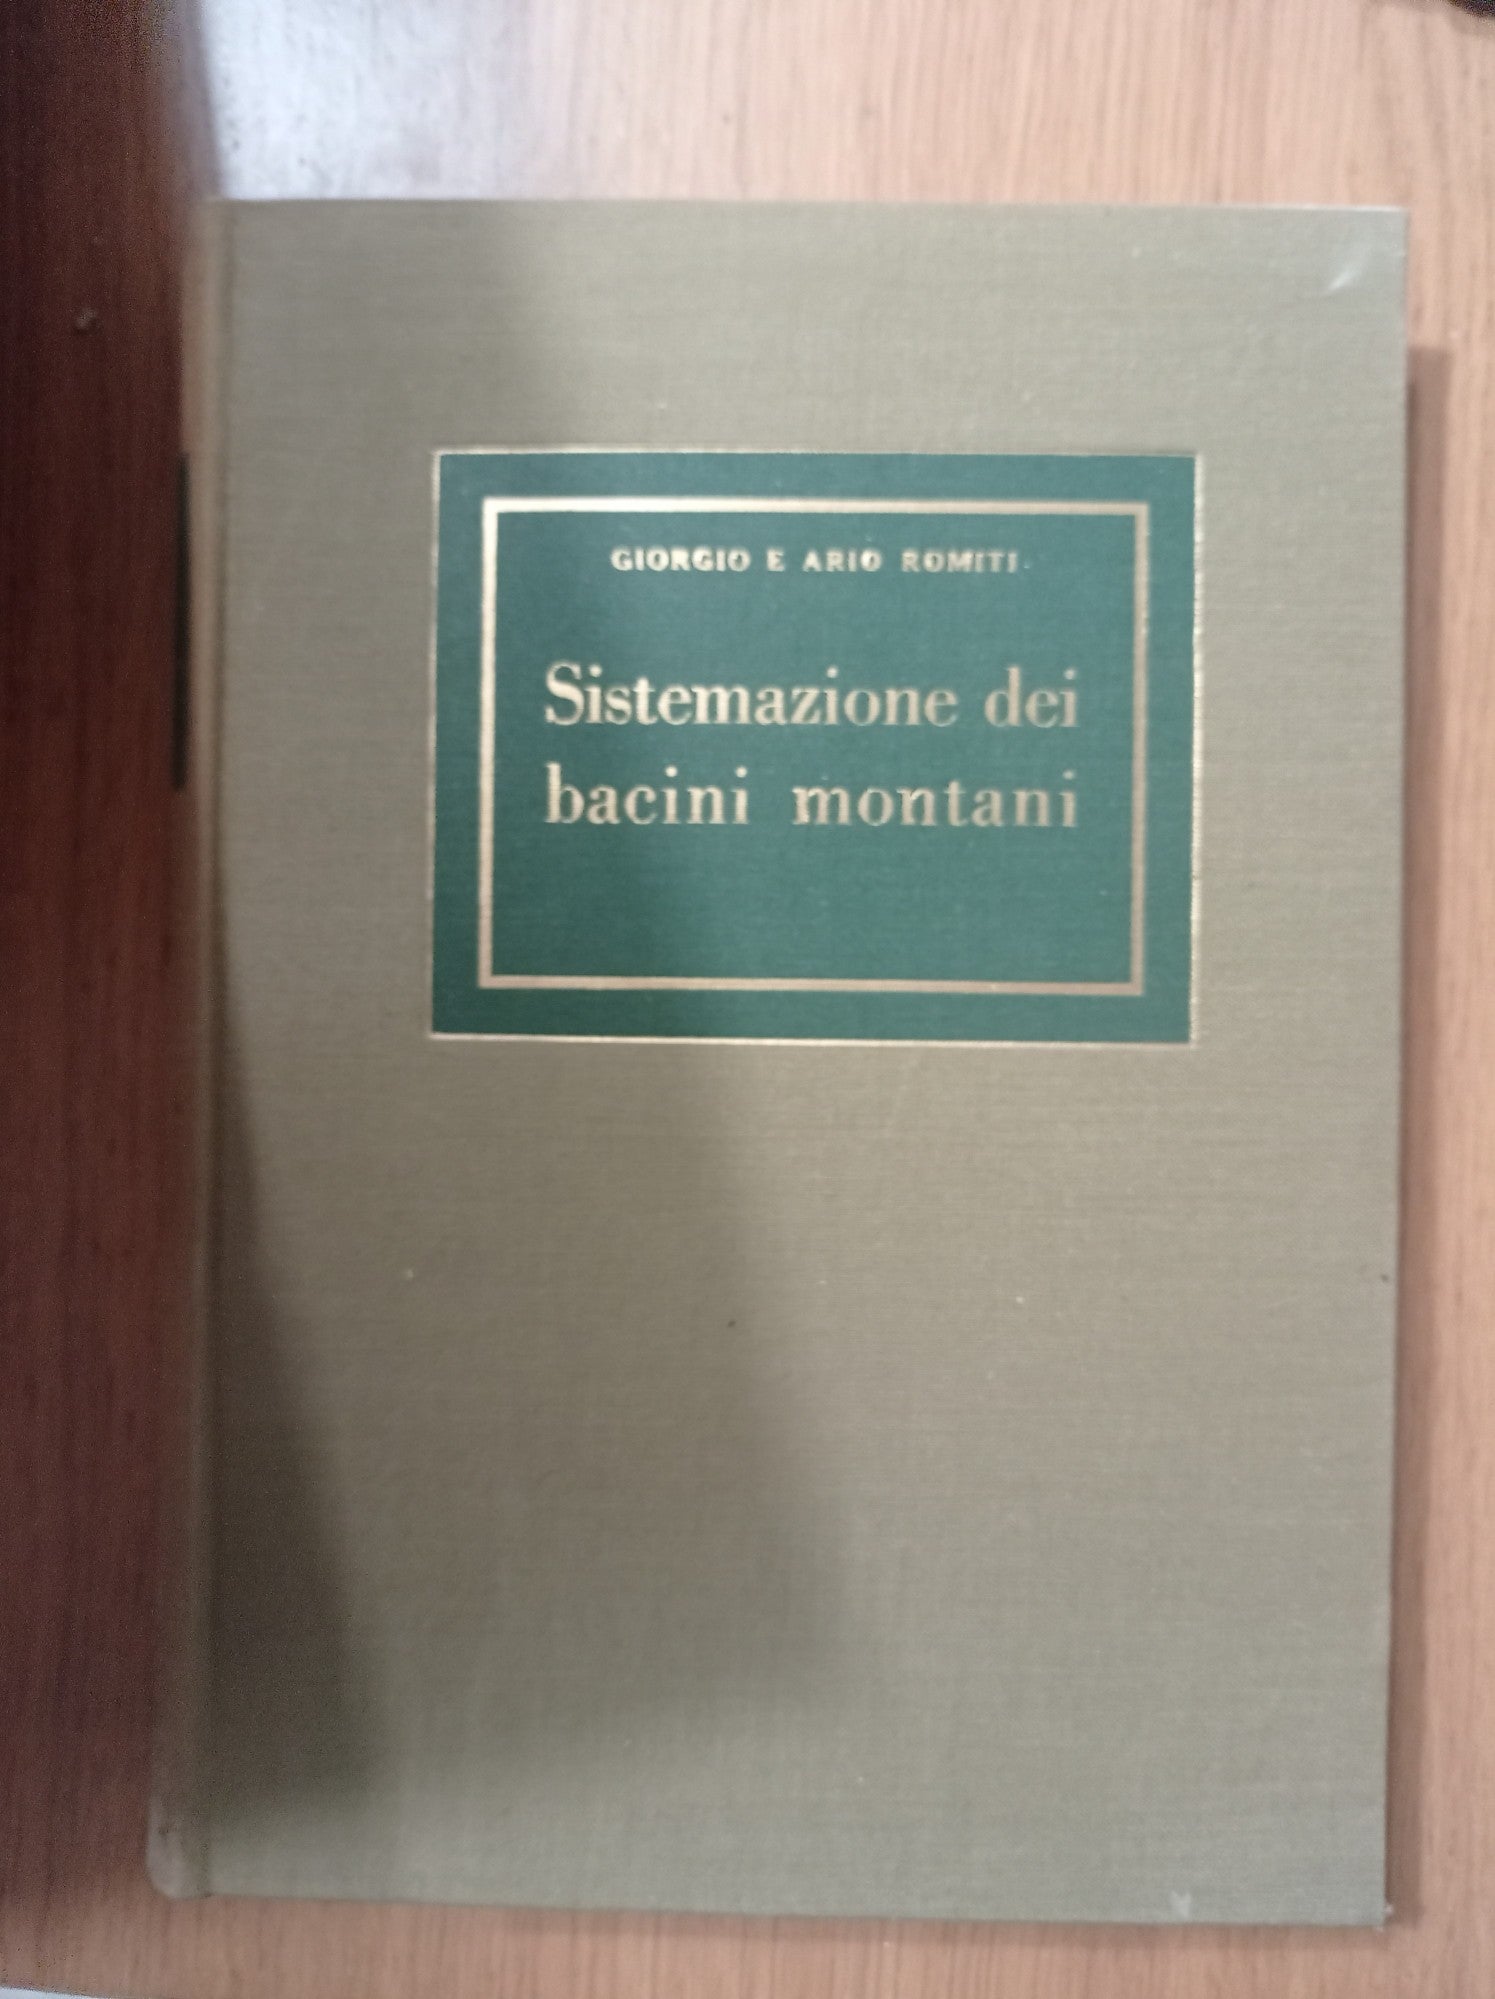 GIORGIO E ARIO ROMITI
Sistemazione dei
bacini montani